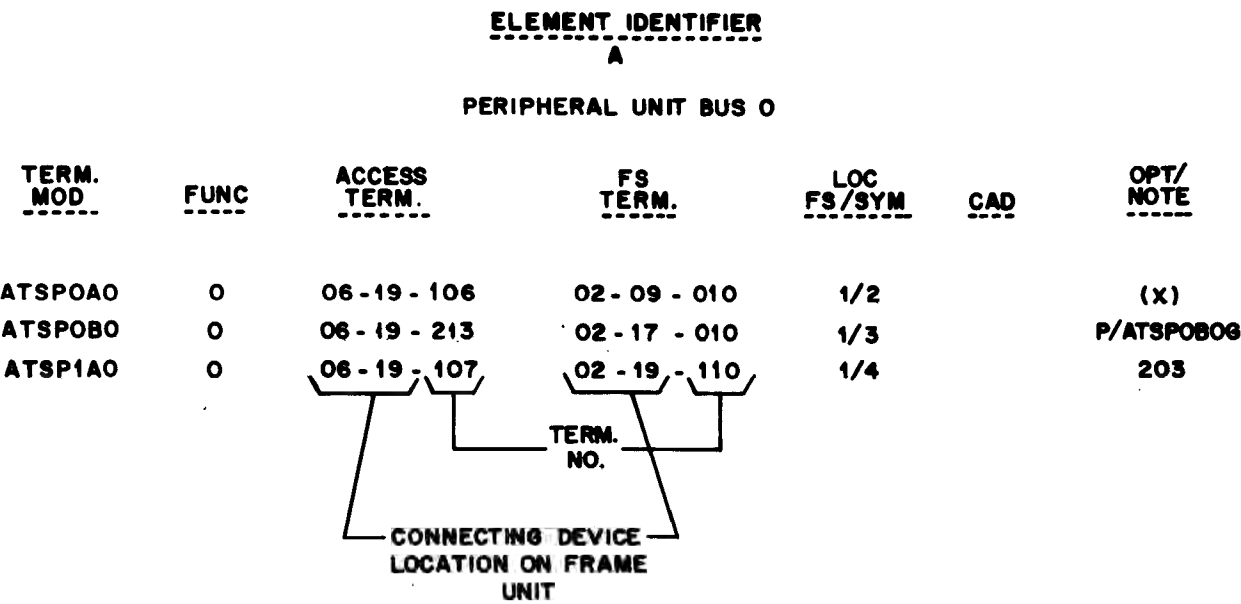 ELEMENT IDENTIFIER
A
PERIPHERAL UNIT BUS 0
TERM. MOD FUNC ACCESS TERM. FS TERM. LOC FS/SYM CAD OPT/ NOTE
ATSP0A0 0 06-19-106 02-09-010 1/2 (X)
ATSP0B0 0 06-19-213 02-17-010 1/3 P/ATSP0B0G
ATSP1A0 0 06-19-107 02-19-110 1/4 203
TERM.
NO.
CONNECTING DEVICE
LOCATION ON FRAME
UNIT